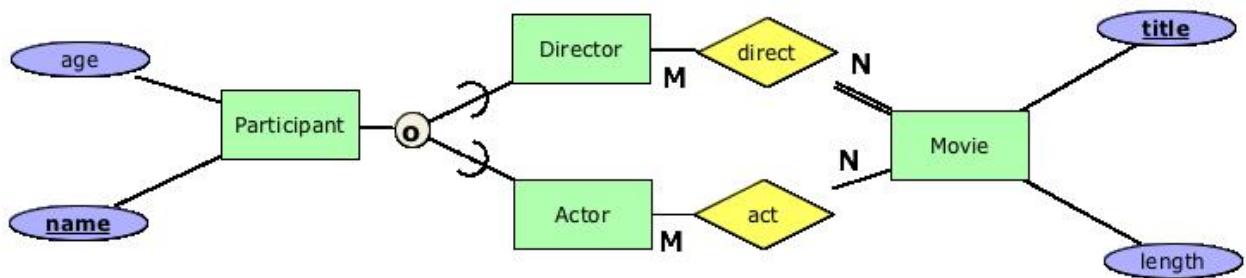 age
name
Participant
o
Director
M
direct
N
Actor
M
act
N
Movie
title
length